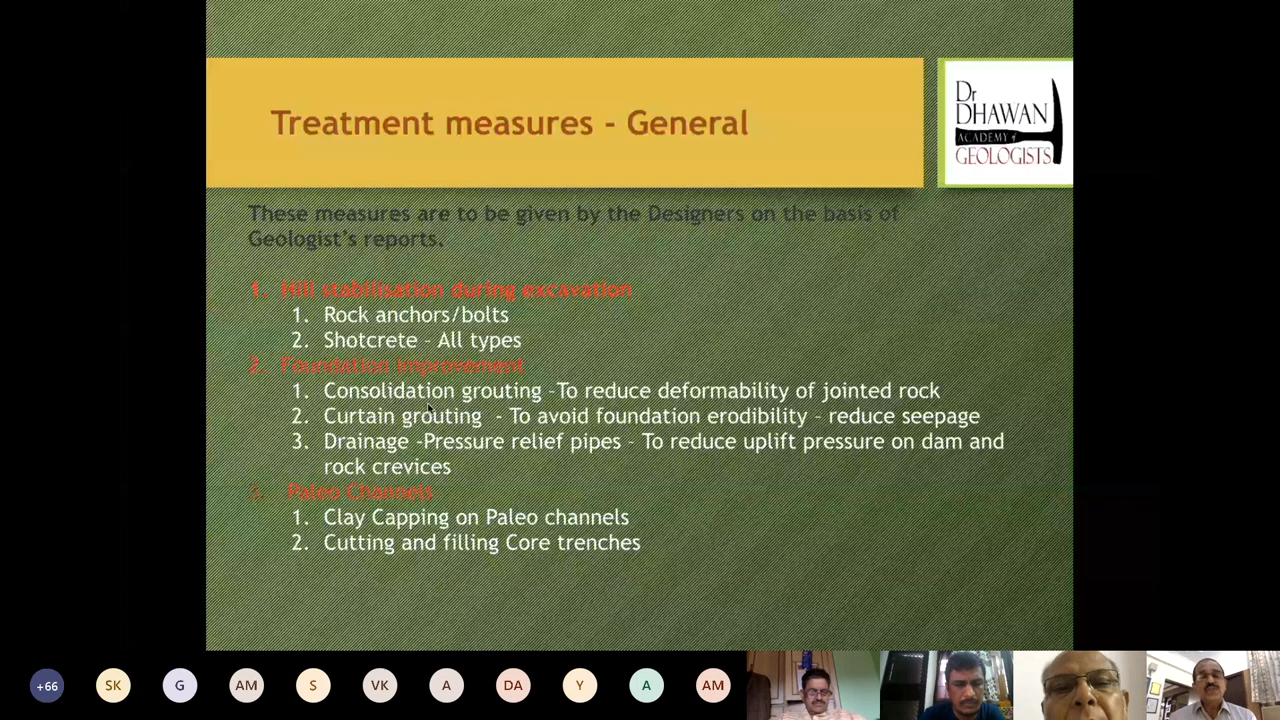 Treatment measures - General
Dr
DHAWAN
ACADEMY of
GEOLOGISTS
These measures are to be given by the Designers on the basis of
Geologist's reports.
1. Hill stabilisation during excavation
1. Rock anchors/bolts
2. Shotcrete - All types
2. Foundation Improvement
1. Consolidation grouting -To reduce deformability of jointed rock
2. Curtain grouting - To avoid foundation erodibility - reduce seepage
3. Drainage -Pressure relief pipes - To reduce uplift pressure on dam and
rock crevices
3. Paleo Channels
1. Clay Capping on Paleo channels
2. Cutting and filling Core trenches
+66 SK G AM S VK A DA Y A AM